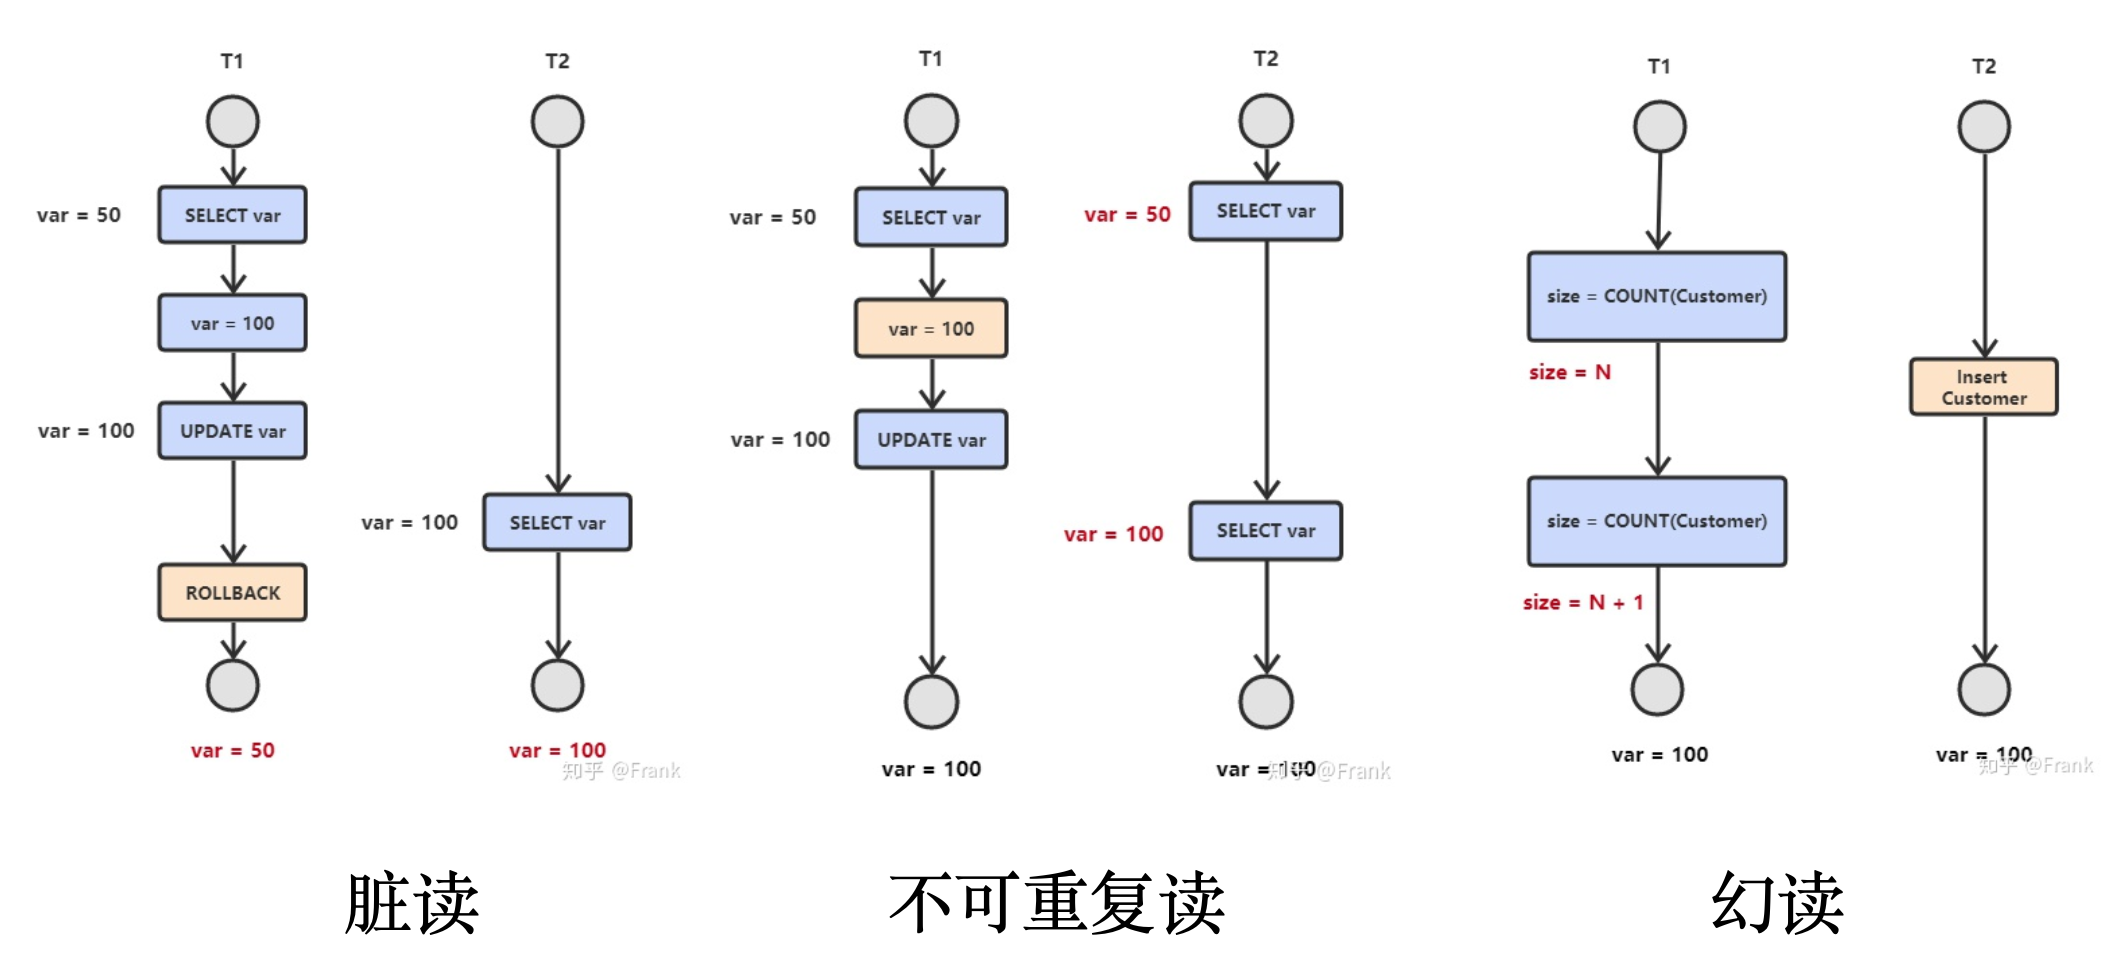 T1
T2
var = 50
SELECT var
var = 100
var = 100
UPDATE var
var = 100
SELECT var
ROLLBACK
var = 50
var = 100
知乎 @Frank
脏读
T1
T2
var = 50
SELECT var
var = 50
SELECT var
var = 100
var = 100
UPDATE var
var = 100
SELECT var
var = 100
var = 100
知乎 @Frank
不可重复读
T1
T2
size = COUNT(Customer)
size = N
Insert
Customer
size = COUNT(Customer)
size = N + 1
var = 100
var = 100
知乎 @Frank
幻读